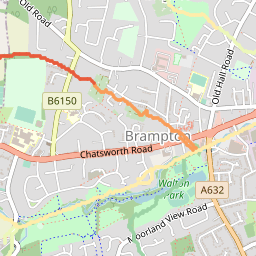 Old Road
Old Hall Road
B6150
Brampton
Chatsworth Road
Walton
Park
A632
Moorland View Road